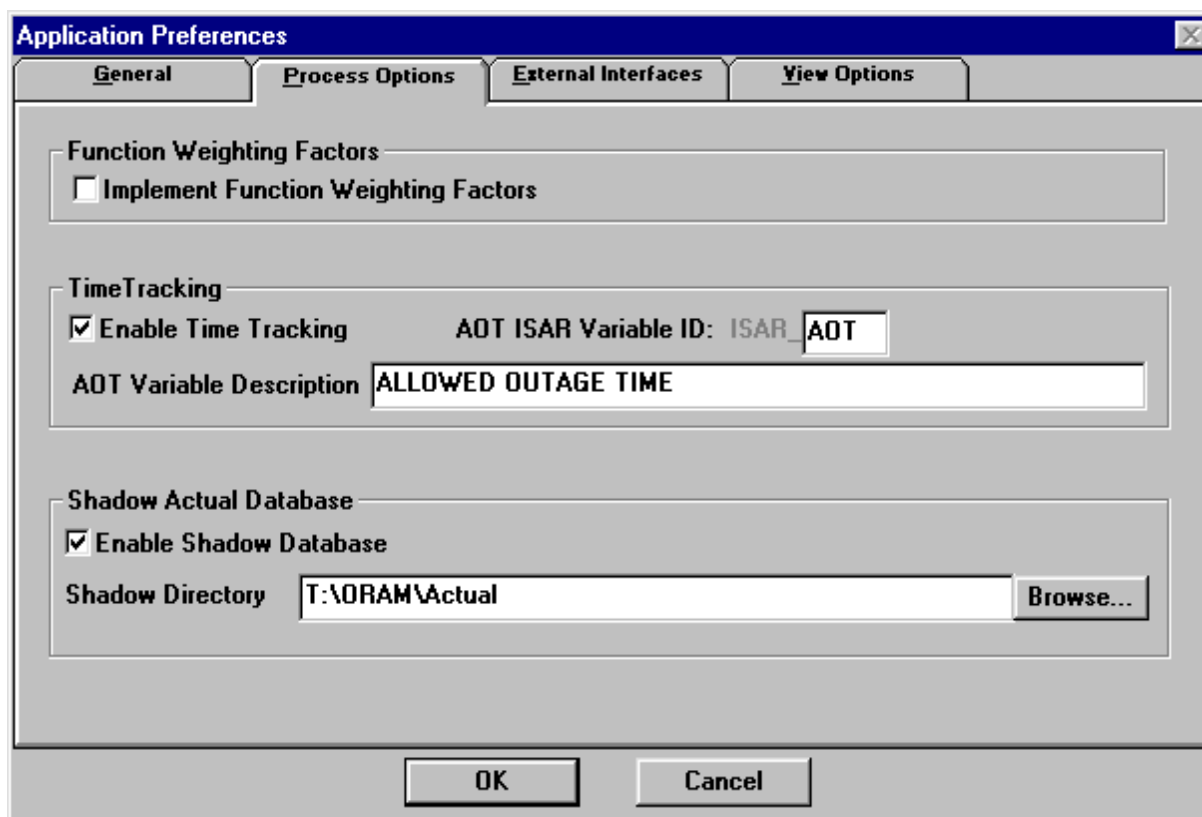 Application Preferences
General Process Options External Interfaces View Options
Function Weighting Factors
Implement Function Weighting Factors
TimeTracking
Enable Time Tracking AOT ISAR Variable ID: ISAR_ AOT
AOT Variable Description ALLOWED OUTAGE TIME
Shadow Actual Database
Enable Shadow Database
Shadow Directory T:\ORAM\Actual Browse...
OK Cancel